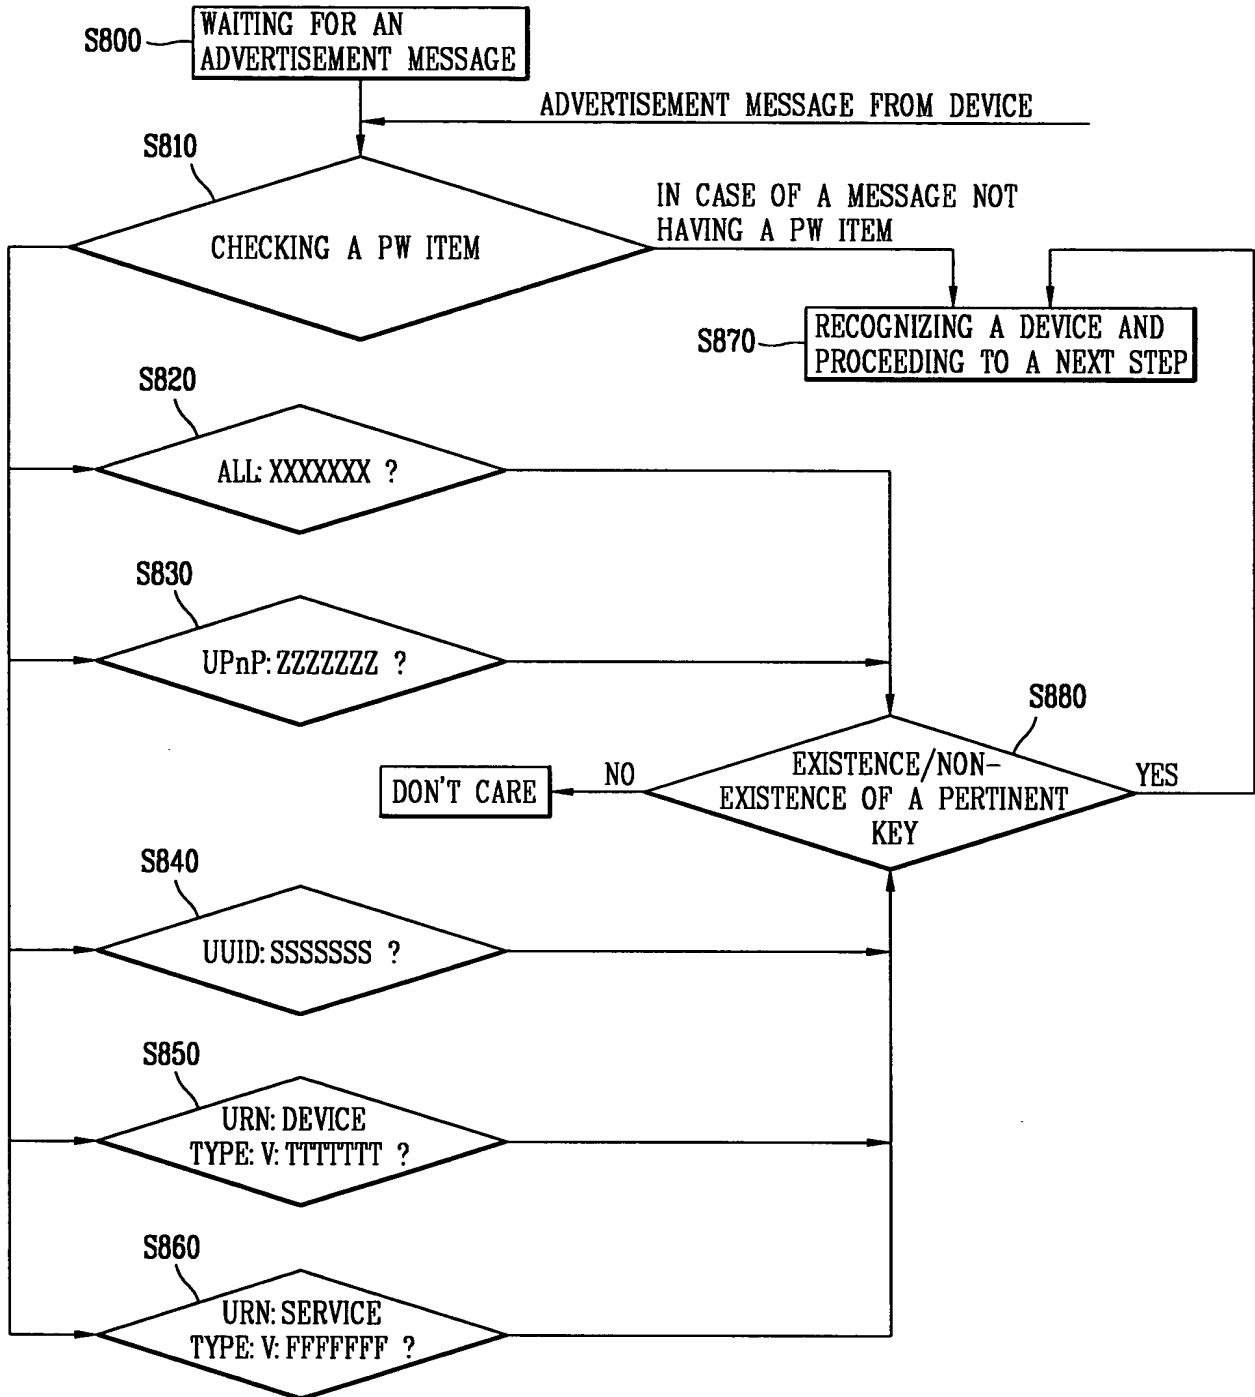 S800
WAITING FOR AN
ADVERTISEMENT MESSAGE
ADVERTISEMENT MESSAGE FROM DEVICE
S810
CHECKING A PW ITEM
IN CASE OF A MESSAGE NOT
HAVING A PW ITEM
S870
RECOGNIZING A DEVICE AND
PROCEEDING TO A NEXT STEP
S820
ALL: XXXXXXX ?
S830
UPnP: ZZZZZZZ ?
S880
EXISTENCE/NON-
EXISTENCE OF A PERTINENT
KEY
NO
YES
DON'T CARE
S840
UUID: SSSSSSS ?
S850
URN: DEVICE
TYPE: V: TTTTTTT ?
S860
URN: SERVICE
TYPE: V: FFFFFFF ?